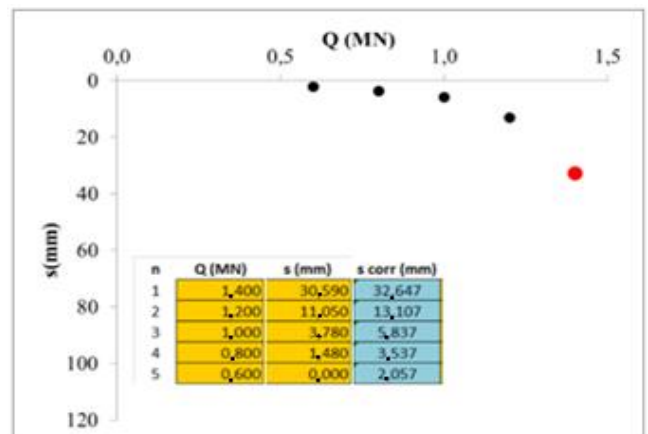 Q (MN)
0,0 0,5 1,0 1,5
0
20
40
60
80
100
120
s(mm)
n Q (MN) s (mm) s corr (mm)
1 1,400 30,590 32,647
2 1,200 11,050 13,107
3 1,000 3,780 5,837
4 0,800 1,480 3,537
5 0,600 0,000 2,057